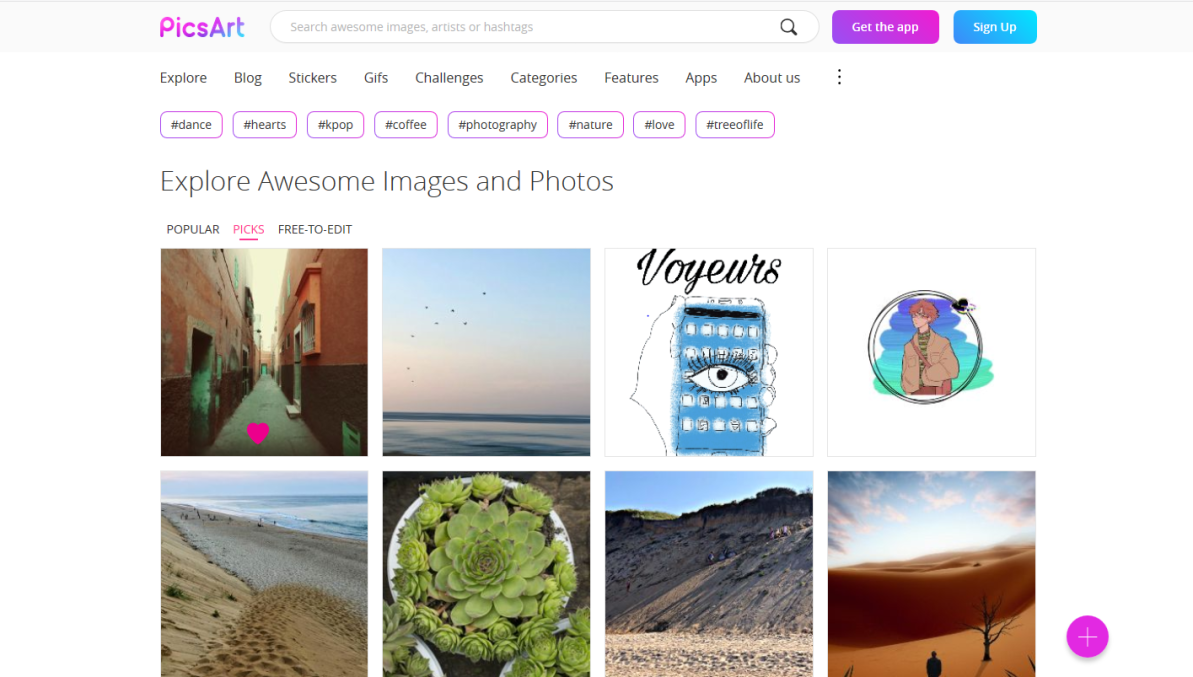 PicsArt
Search awesome images, artists or hashtags
Get the app
Sign Up
Explore Blog Stickers Gifs Challenges Categories Features Apps About us
#dance #hearts #kpop #coffee #photography #nature #love #treeoflife
Explore Awesome Images and Photos
POPULAR PICKS FREE-TO-EDIT
Voyeurs